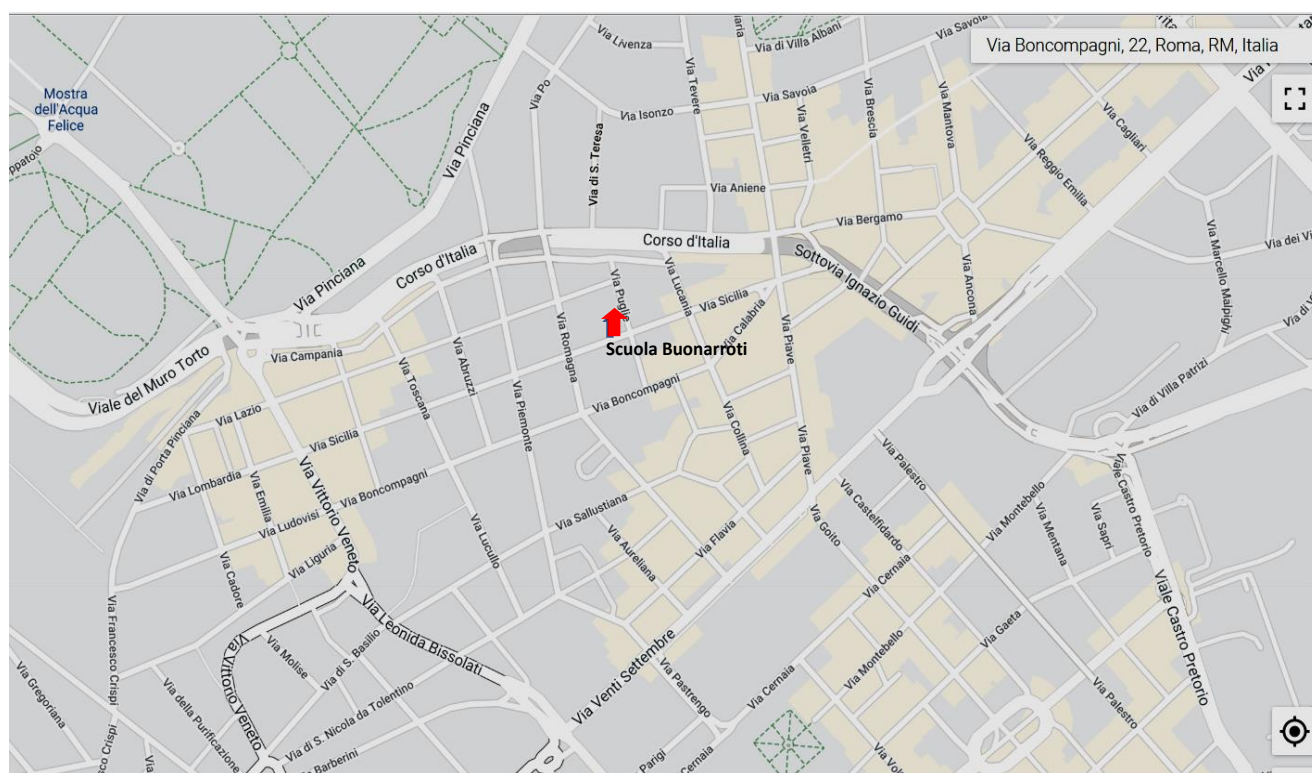 Via Boncompagni, 22, Roma, RM, Italia
Via Livenza
Via di Villa Albani
Via Savoia
Mostra
dell'Acqua
Felice
Via Po
Via Tevere
Via Savoia
Via Isonzo
Via Brescia
Via Mantova
Via Cagliari
Via Velletri
Via Reggio Emilia
Via Pinciana
Via di S. Teresa
Via Aniene
Via Bergamo
Corso d'Italia
Via Marcello Malpighi
Corso d'Italia
Sottovia Ignazio Guidi
Via Ancona
Via Pinciana
Via Puglie
Via Lucania
Via Sicilia
Via Calabria
Via Piave
Via Romagna
Scuola Buonarroti
Via Campania
Via Abruzzi
Via Toscana
Viale del Muro Torto
Via di Villa Patrizi
Via Boncompagni
Via Piemonte
Via Lazio
Via Collina
Via Sicilia
Via Piave
Via di Porta Pinciana
Via Lombardia
Via Emilia
Via Vittorio Veneto
Via Boncompagni
Via Palestro
Via Montebello
Viale Castro Pretorio
Via Castelfidardo
Via Ludovisi
Via Sallustiana
Via Lucullo
Via Flavia
Via Goito
Via Mentana
Via Sapri
Via Liguria
Via Aureliana
Via Cernaia
Via Cadore
Via Leonida Bissolati
Via Francesco Crispi
Via Vittorio Veneto
Via Molise
Via di S. Basilio
Via Gaeta
Viale Castro Pretorio
Via Montebello
Via Venti Settembre
Via Pastrengo
Via Cernaia
Via Palestro
Via Gregoriana
Via della Purificazione
Via di S. Nicola da Tolentino
Via Barberini
Parigi
Cernaia
Crispi